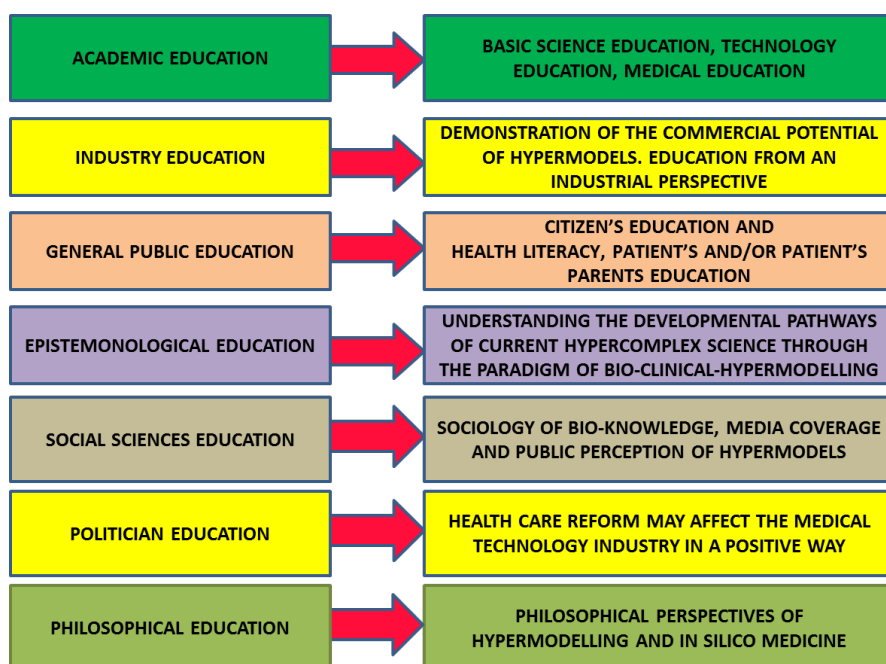 ACADEMIC EDUCATION
BASIC SCIENCE EDUCATION, TECHNOLOGY
EDUCATION, MEDICAL EDUCATION
INDUSTRY EDUCATION
DEMONSTRATION OF THE COMMERCIAL POTENTIAL
OF HYPERMODELS. EDUCATION FROM AN
INDUSTRIAL PERSPECTIVE
GENERAL PUBLIC EDUCATION
CITIZEN'S EDUCATION AND
HEALTH LITERACY, PATIENT'S AND/OR PATIENT'S
PARENTS EDUCATION
EPISTEMONOLOGICAL EDUCATION
UNDERSTANDING THE DEVELOPMENTAL PATHWAYS
OF CURRENT HYPERCOMPLEX SCIENCE THROUGH
THE PARADIGM OF BIO-CLINICAL-HYPERMODELLING
SOCIAL SCIENCES EDUCATION
SOCIOLOGY OF BIO-KNOWLEDGE, MEDIA COVERAGE
AND PUBLIC PERCEPTION OF HYPERMODELS
POLITICIAN EDUCATION
HEALTH CARE REFORM MAY AFFECT THE MEDICAL
TECHNOLOGY INDUSTRY IN A POSITIVE WAY
PHILOSOPHICAL EDUCATION
PHILOSOPHICAL PERSPECTIVES OF
HYPERMODELLING AND IN SILICO MEDICINE